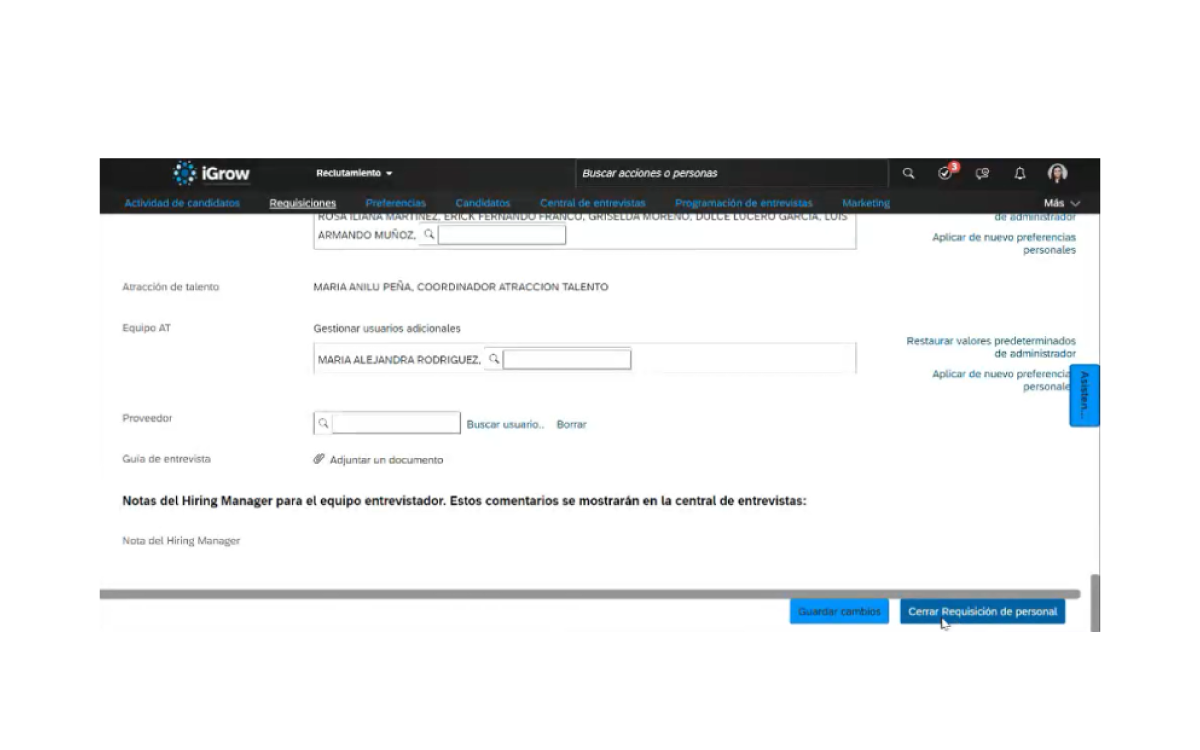 iGrow
Reclutamiento
Buscar acciones o personas
3
Actividad de candidatos Requisiciones Preferencias Candidatos Central de entrevistas Programación de entrevistas Marketing Más
ROSA ILIANA MARTINEZ, ERICK FERNANDO FRANCO, GRISELDA MORENO, DULCE LUCERO GARCIA, LUIS
ARMANDO MUÑOZ,
de administrador
Aplicar de nuevo preferencias
personales
Atracción de talento MARIA ANILU PEÑA, COORDINADOR ATRACCION TALENTO
Equipo AT Gestionar usuarios adicionales
MARIA ALEJANDRA RODRIGUEZ,
Restaurar valores predeterminados
de administrador
Aplicar de nuevo preferencia
personale
Asisten...
Proveedor Buscar usuario.. Borrar
Guía de entrevista Adjuntar un documento
Notas del Hiring Manager para el equipo entrevistador. Estos comentarios se mostrarán en la central de entrevistas:
Nota del Hiring Manager
Guardar cambios Cerrar Requisición de personal